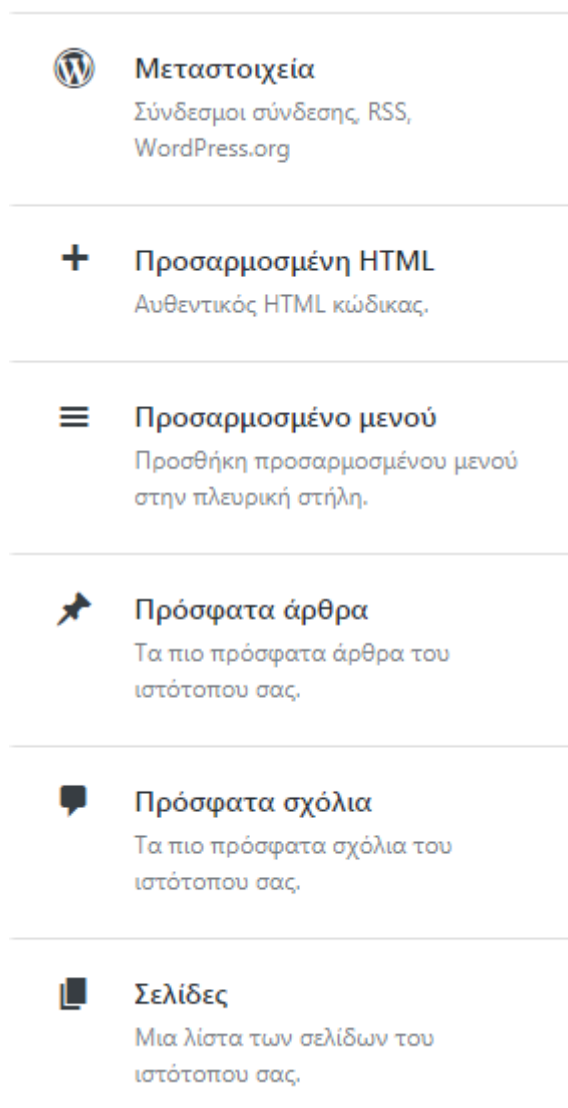 Μεταστοιχεία
Σύνδεσμοι σύνδεσης, RSS,
WordPress.org
Προσαρμοσμένη HTML
Αυθεντικός HTML κώδικας.
Προσαρμοσμένο μενού
Προσθήκη προσαρμοσμένου μενού
στην πλευρική στήλη.
Πρόσφατα άρθρα
Τα πιο πρόσφατα άρθρα του
ιστότοπου σας.
Πρόσφατα σχόλια
Τα πιο πρόσφατα σχόλια του
ιστότοπου σας.
Σελίδες
Μια λίστα των σελίδων του
ιστότοπου σας.